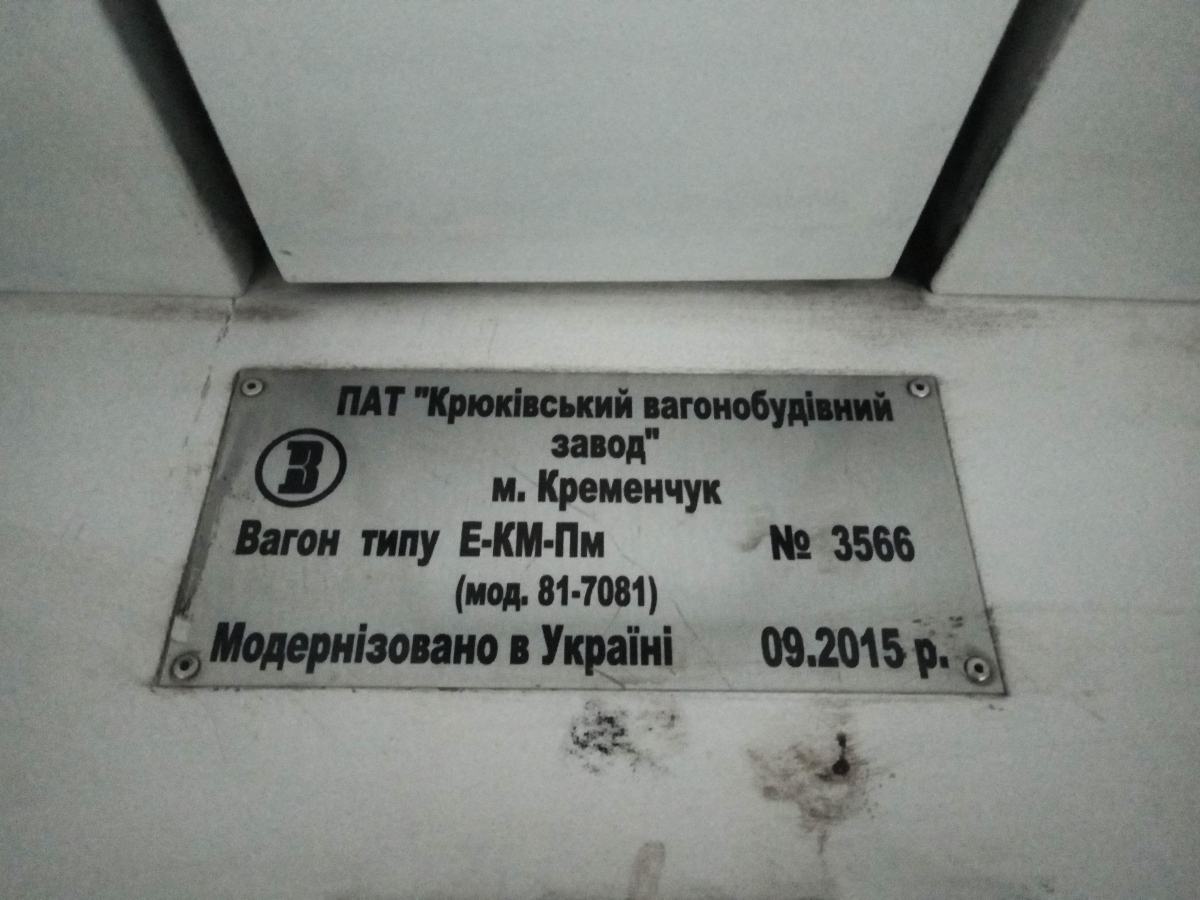 ПАТ "Крюківський вагонобудівний
завод"
м. Кременчук
Вагон типу Е-КМ-Пм № 3566
(мод. 81-7081)
Модернізовано в Україні 09.2015 р.